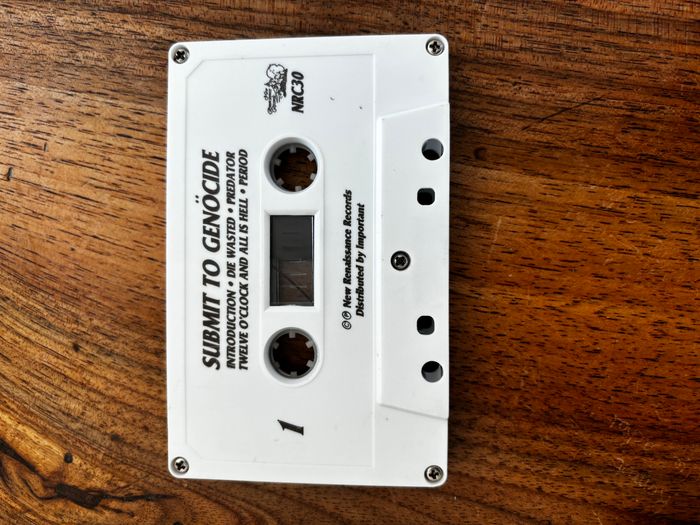 SUBMIT TO GENÖCIDE
INTRODUCTION • DIE WASTED • PREDATOR
TWELVE O'CLOCK AND ALL IS HELL • PERIOD
NRC30
1
©℗ New Renaissance Records
Distributed by Important